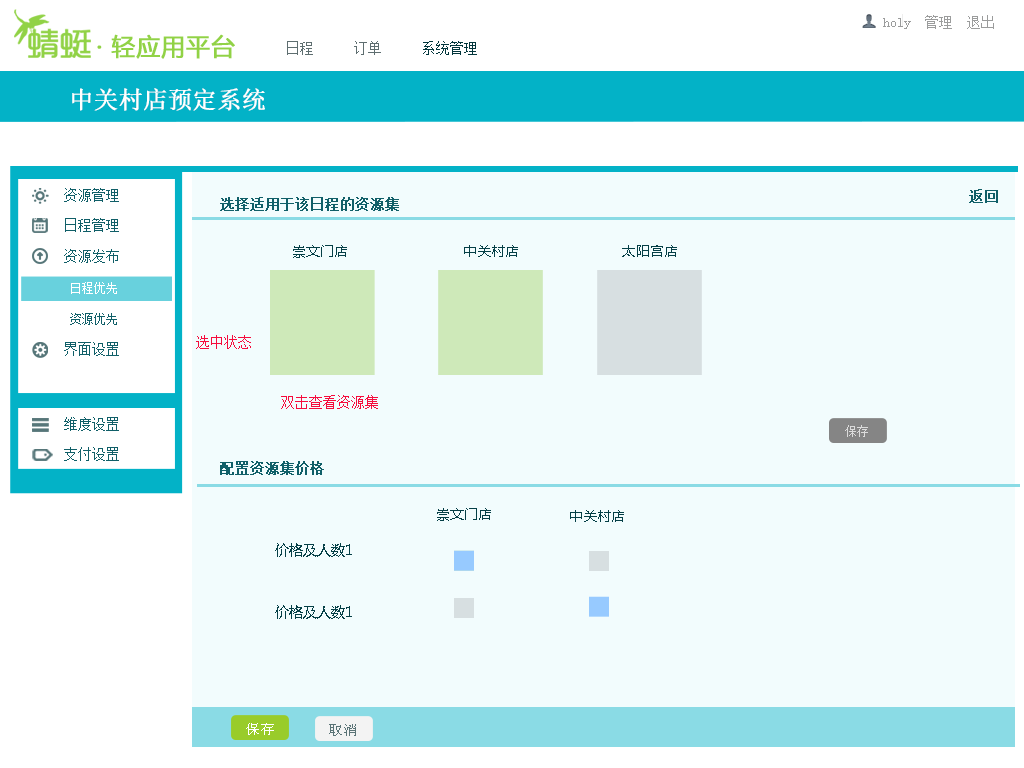 蜻蜓·轻应用平台
日程 订单 系统管理
holy 管理 退出
中关村店预定系统
资源管理
日程管理
资源发布
日程优先
资源优先
界面设置
维度设置
支付设置
选择适用于该日程的资源集
返回
崇文门店 中关村店 太阳宫店
选中状态
双击查看资源集
保存
配置资源集价格
崇文门店 中关村店
价格及人数1
价格及人数1
保存 取消